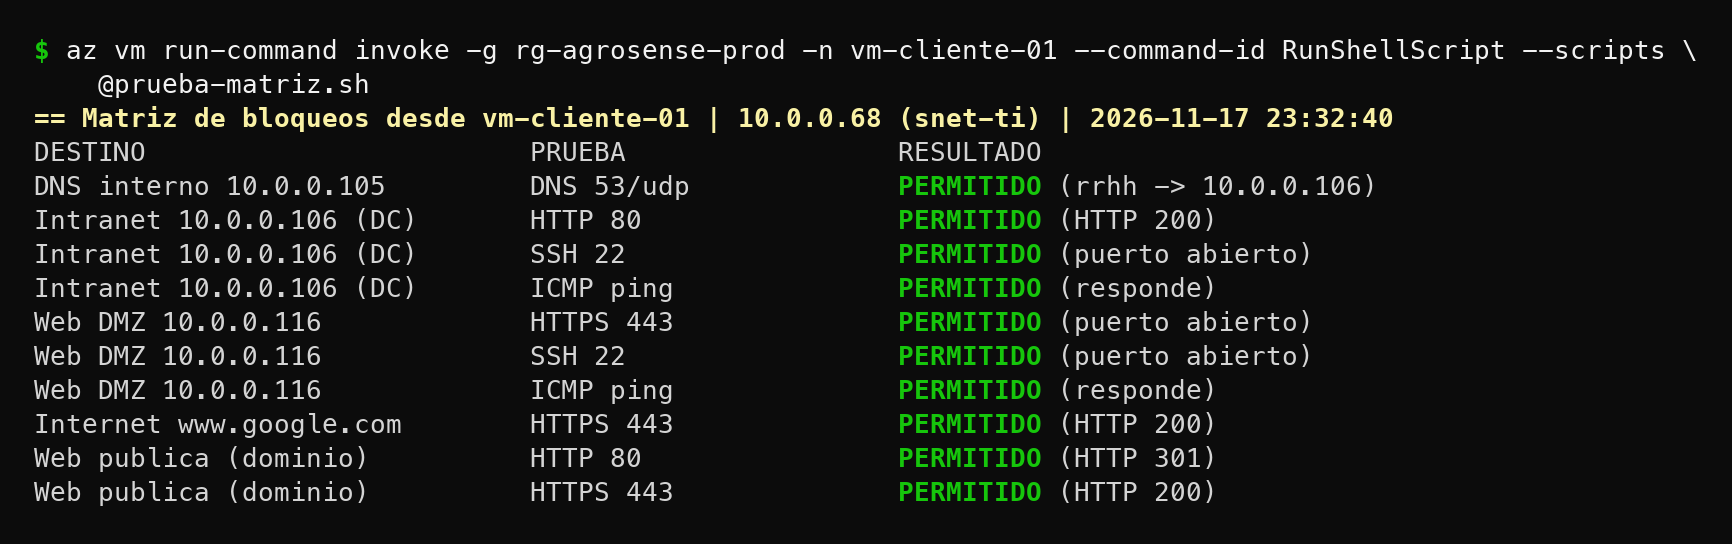 $ az vm run-command invoke -g rg-agrosense-prod -n vm-cliente-01 --command-id RunShellScript --scripts \
@prueba-matriz.sh
== Matriz de bloqueos desde vm-cliente-01 | 10.0.0.68 (snet-ti) | 2026-11-17 23:32:40
DESTINO PRUEBA RESULTADO
DNS interno 10.0.0.105 DNS 53/udp PERMITIDO (rrhh -> 10.0.0.106)
Intranet 10.0.0.106 (DC) HTTP 80 PERMITIDO (HTTP 200)
Intranet 10.0.0.106 (DC) SSH 22 PERMITIDO (puerto abierto)
Intranet 10.0.0.106 (DC) ICMP ping PERMITIDO (responde)
Web DMZ 10.0.0.116 HTTPS 443 PERMITIDO (puerto abierto)
Web DMZ 10.0.0.116 SSH 22 PERMITIDO (puerto abierto)
Web DMZ 10.0.0.116 ICMP ping PERMITIDO (responde)
Internet www.google.com HTTPS 443 PERMITIDO (HTTP 200)
Web publica (dominio) HTTP 80 PERMITIDO (HTTP 301)
Web publica (dominio) HTTPS 443 PERMITIDO (HTTP 200)